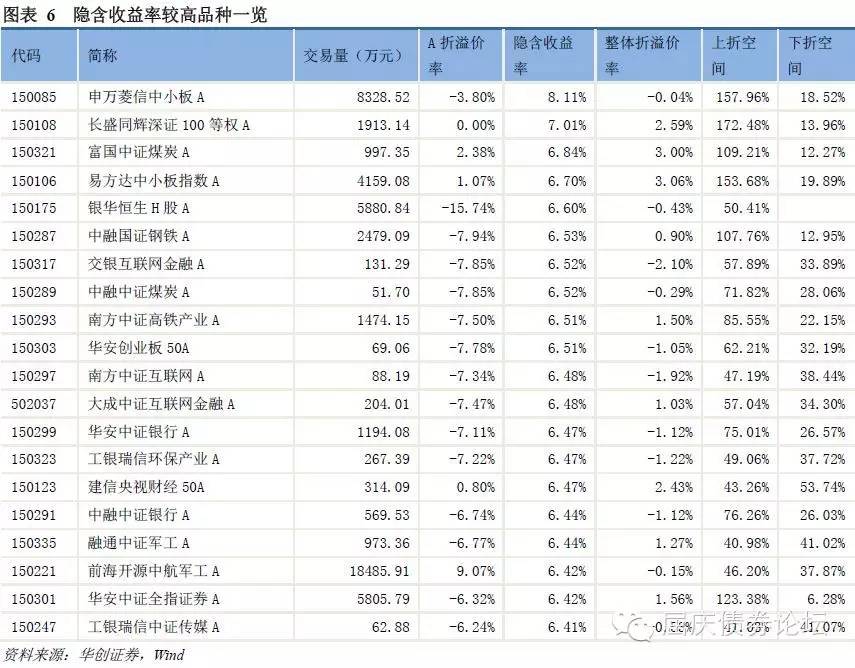 图表 6 隐含收益率较高品种一览
代码 简称 交易量（万元） A 折溢价率 隐含收益率 整体折溢价率 上折空间 下折空间
150085 申万菱信中小板 A 8328.52 -3.80% 8.11% -0.04% 157.96% 18.52%
150108 长盛同辉深证 100 等权 A 1913.14 0.00% 7.01% 2.59% 172.48% 13.96%
150321 富国中证煤炭 A 997.35 2.38% 6.84% 3.00% 109.21% 12.27%
150106 易方达中小板指数 A 4159.08 1.07% 6.70% 3.06% 153.68% 19.89%
150175 银华恒生 H 股 A 5880.84 -15.74% 6.60% -0.43% 50.41%
150287 中融国证钢铁 A 2479.09 -7.94% 6.53% 0.90% 107.76% 12.95%
150317 交银互联网金融 A 131.29 -7.85% 6.52% -2.10% 57.89% 33.89%
150289 中融中证煤炭 A 51.70 -7.85% 6.52% -0.29% 71.82% 28.06%
150293 南方中证高铁产业 A 1474.15 -7.50% 6.51% 1.50% 85.55% 22.15%
150303 华安创业板 50A 69.06 -7.78% 6.51% -1.05% 62.21% 32.19%
150297 南方中证互联网 A 88.19 -7.34% 6.48% -1.92% 47.19% 38.44%
502037 大成中证互联网金融 A 204.01 -7.47% 6.48% 1.03% 57.04% 34.30%
150299 华安中证银行 A 1194.08 -7.11% 6.47% -1.12% 75.01% 26.57%
150323 工银瑞信环保产业 A 267.39 -7.22% 6.47% -1.22% 49.06% 37.72%
150123 建信央视财经 50A 314.09 0.80% 6.47% 2.43% 43.26% 53.74%
150291 中融中证银行 A 569.53 -6.74% 6.44% -1.12% 76.26% 26.03%
150335 融通中证军工 A 973.36 -6.77% 6.44% 1.27% 40.98% 41.02%
150221 前海开源中航军工 A 18485.91 9.07% 6.42% -0.15% 46.20% 37.87%
150301 华安中证全指证券 A 5805.79 -6.32% 6.42% 1.56% 123.38% 6.28%
150247 工银瑞信中证传媒 A 62.88 -6.24% 6.41%
屈庆债券论坛
资料来源：华创证券，Wind